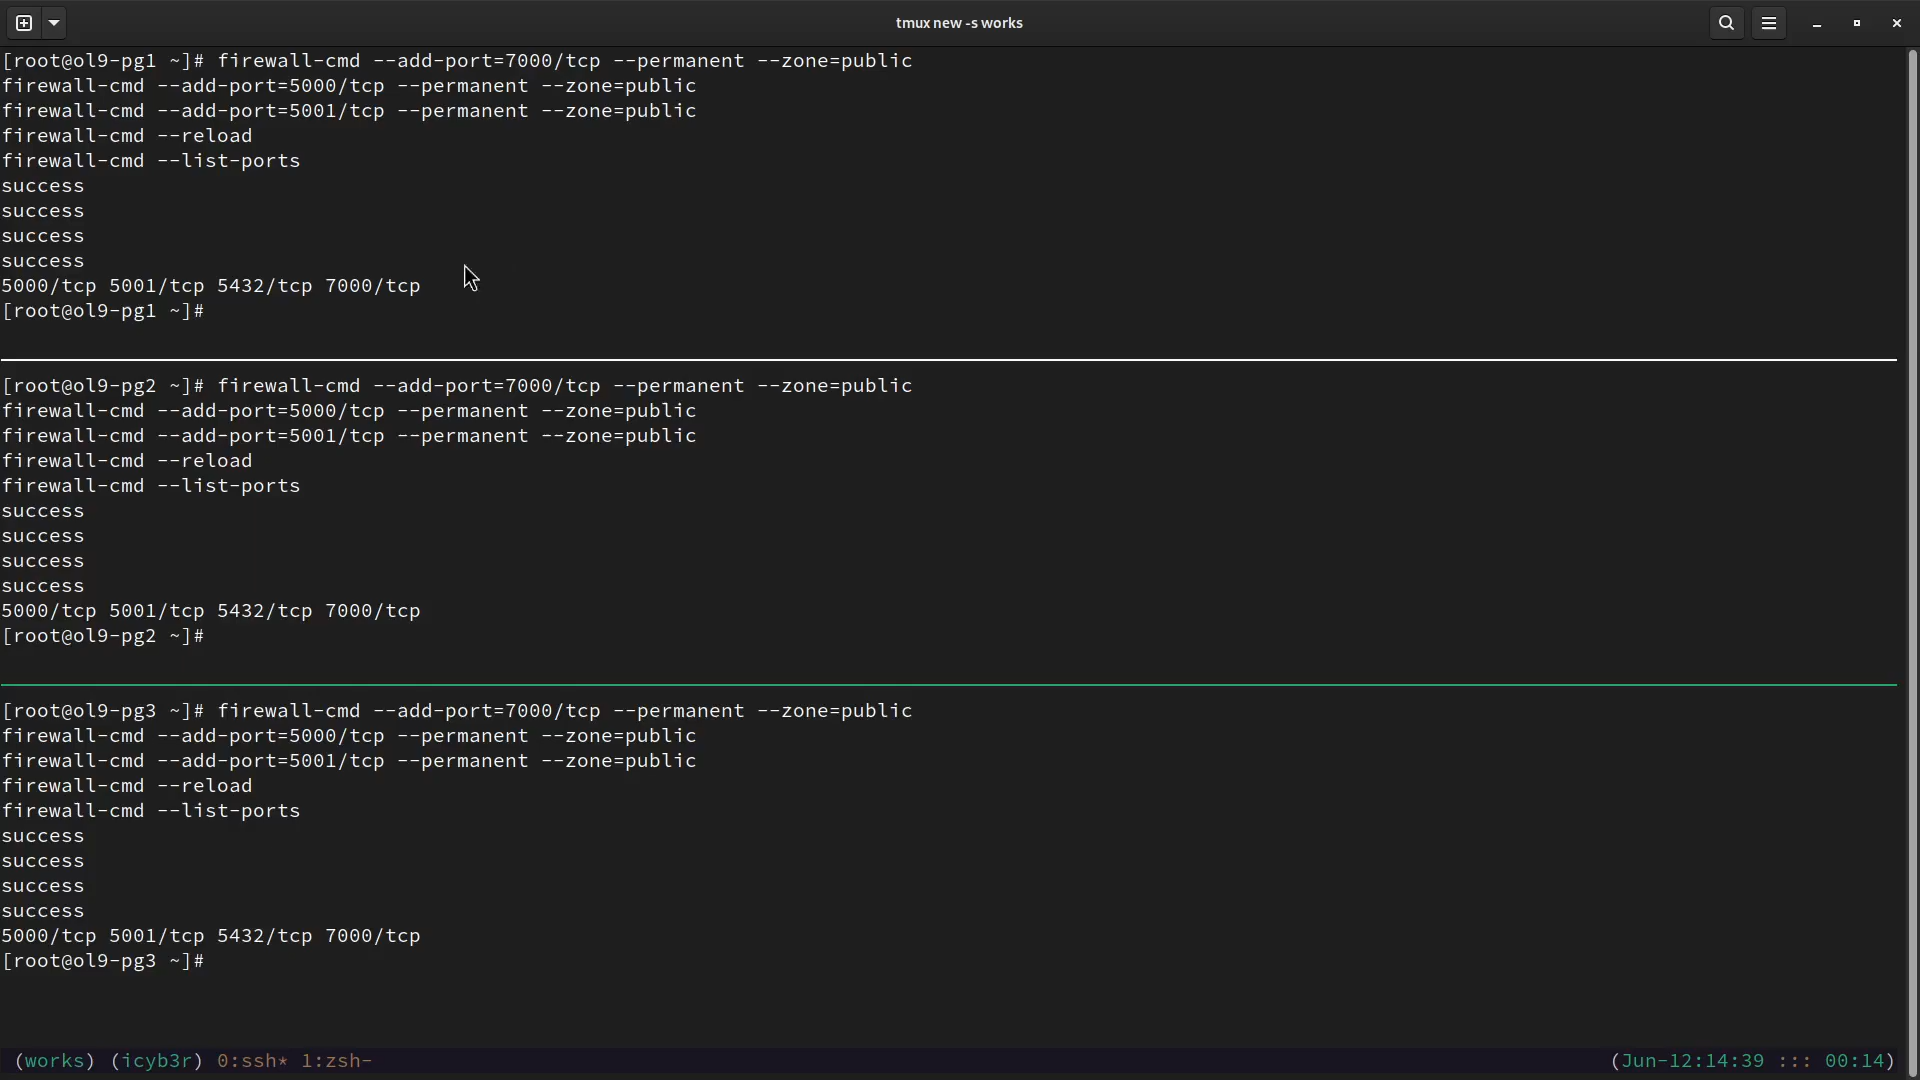 tmux new -s works
[root@ol9-pg1 ~]# firewall-cmd --add-port=7000/tcp --permanent --zone=public
firewall-cmd --add-port=5000/tcp --permanent --zone=public
firewall-cmd --add-port=5001/tcp --permanent --zone=public
firewall-cmd --reload
firewall-cmd --list-ports
success
success
success
success
5000/tcp 5001/tcp 5432/tcp 7000/tcp
[root@ol9-pg1 ~]#
[root@ol9-pg2 ~]# firewall-cmd --add-port=7000/tcp --permanent --zone=public
firewall-cmd --add-port=5000/tcp --permanent --zone=public
firewall-cmd --add-port=5001/tcp --permanent --zone=public
firewall-cmd --reload
firewall-cmd --list-ports
success
success
success
success
5000/tcp 5001/tcp 5432/tcp 7000/tcp
[root@ol9-pg2 ~]#
[root@ol9-pg3 ~]# firewall-cmd --add-port=7000/tcp --permanent --zone=public
firewall-cmd --add-port=5000/tcp --permanent --zone=public
firewall-cmd --add-port=5001/tcp --permanent --zone=public
firewall-cmd --reload
firewall-cmd --list-ports
success
success
success
success
5000/tcp 5001/tcp 5432/tcp 7000/tcp
[root@ol9-pg3 ~]#
(works) (icyb3r) 0:ssh* 1:zsh- (Jun-12:14:39 ::: 00:14)